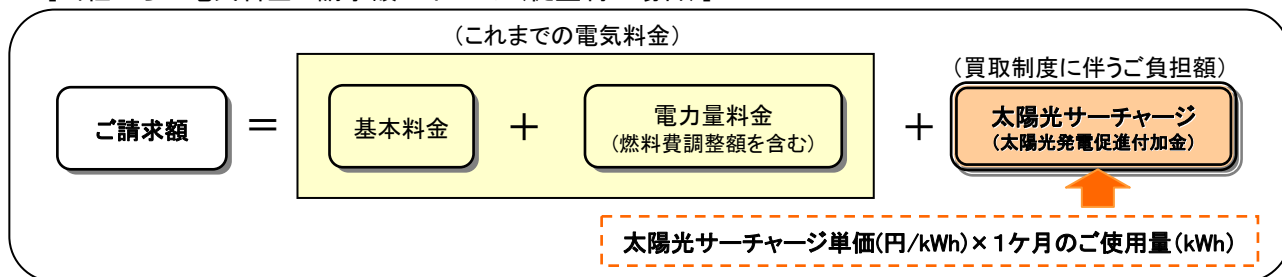 (これまでの電気料金)
(買取制度に伴うご負担額)
ご請求額 = 基本料金 + 電力量料金 + 太陽光サーチャージ
(燃料費調整額を含む) (太陽光発電促進付加金)
太陽光サーチャージ単価(円/kWh)×1ケ月のご使用量(kWh)